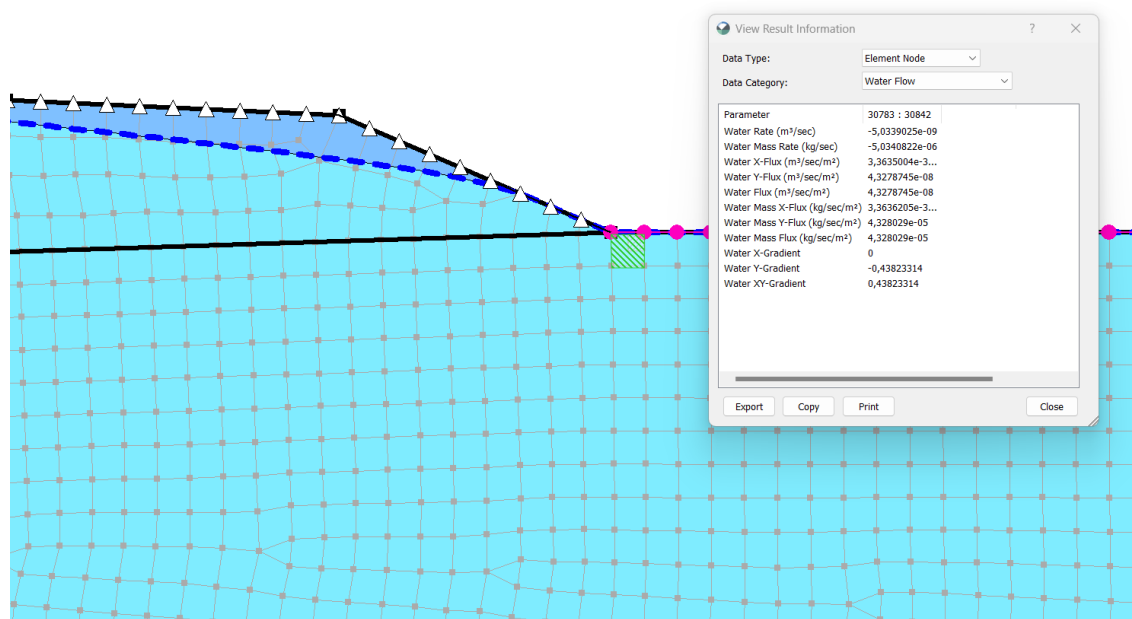 View Result Information
?
Data Type: Element Node
Data Category: Water Flow
Parameter 30783 : 30842
Water Rate (m³/sec) -5,0339025e-09
Water Mass Rate (kg/sec) -5,0340822e-06
Water X-Flux (m³/sec/m²) 3,3635004e-3...
Water Y-Flux (m³/sec/m²) 4,3278745e-08
Water Flux (m³/sec/m²) 4,3278745e-08
Water Mass X-Flux (kg/sec/m²) 3,3636205e-3...
Water Mass Y-Flux (kg/sec/m²) 4,328029e-05
Water Mass Flux (kg/sec/m²) 4,328029e-05
Water X-Gradient 0
Water Y-Gradient -0,43823314
Water XY-Gradient 0,43823314
Export Copy Print Close